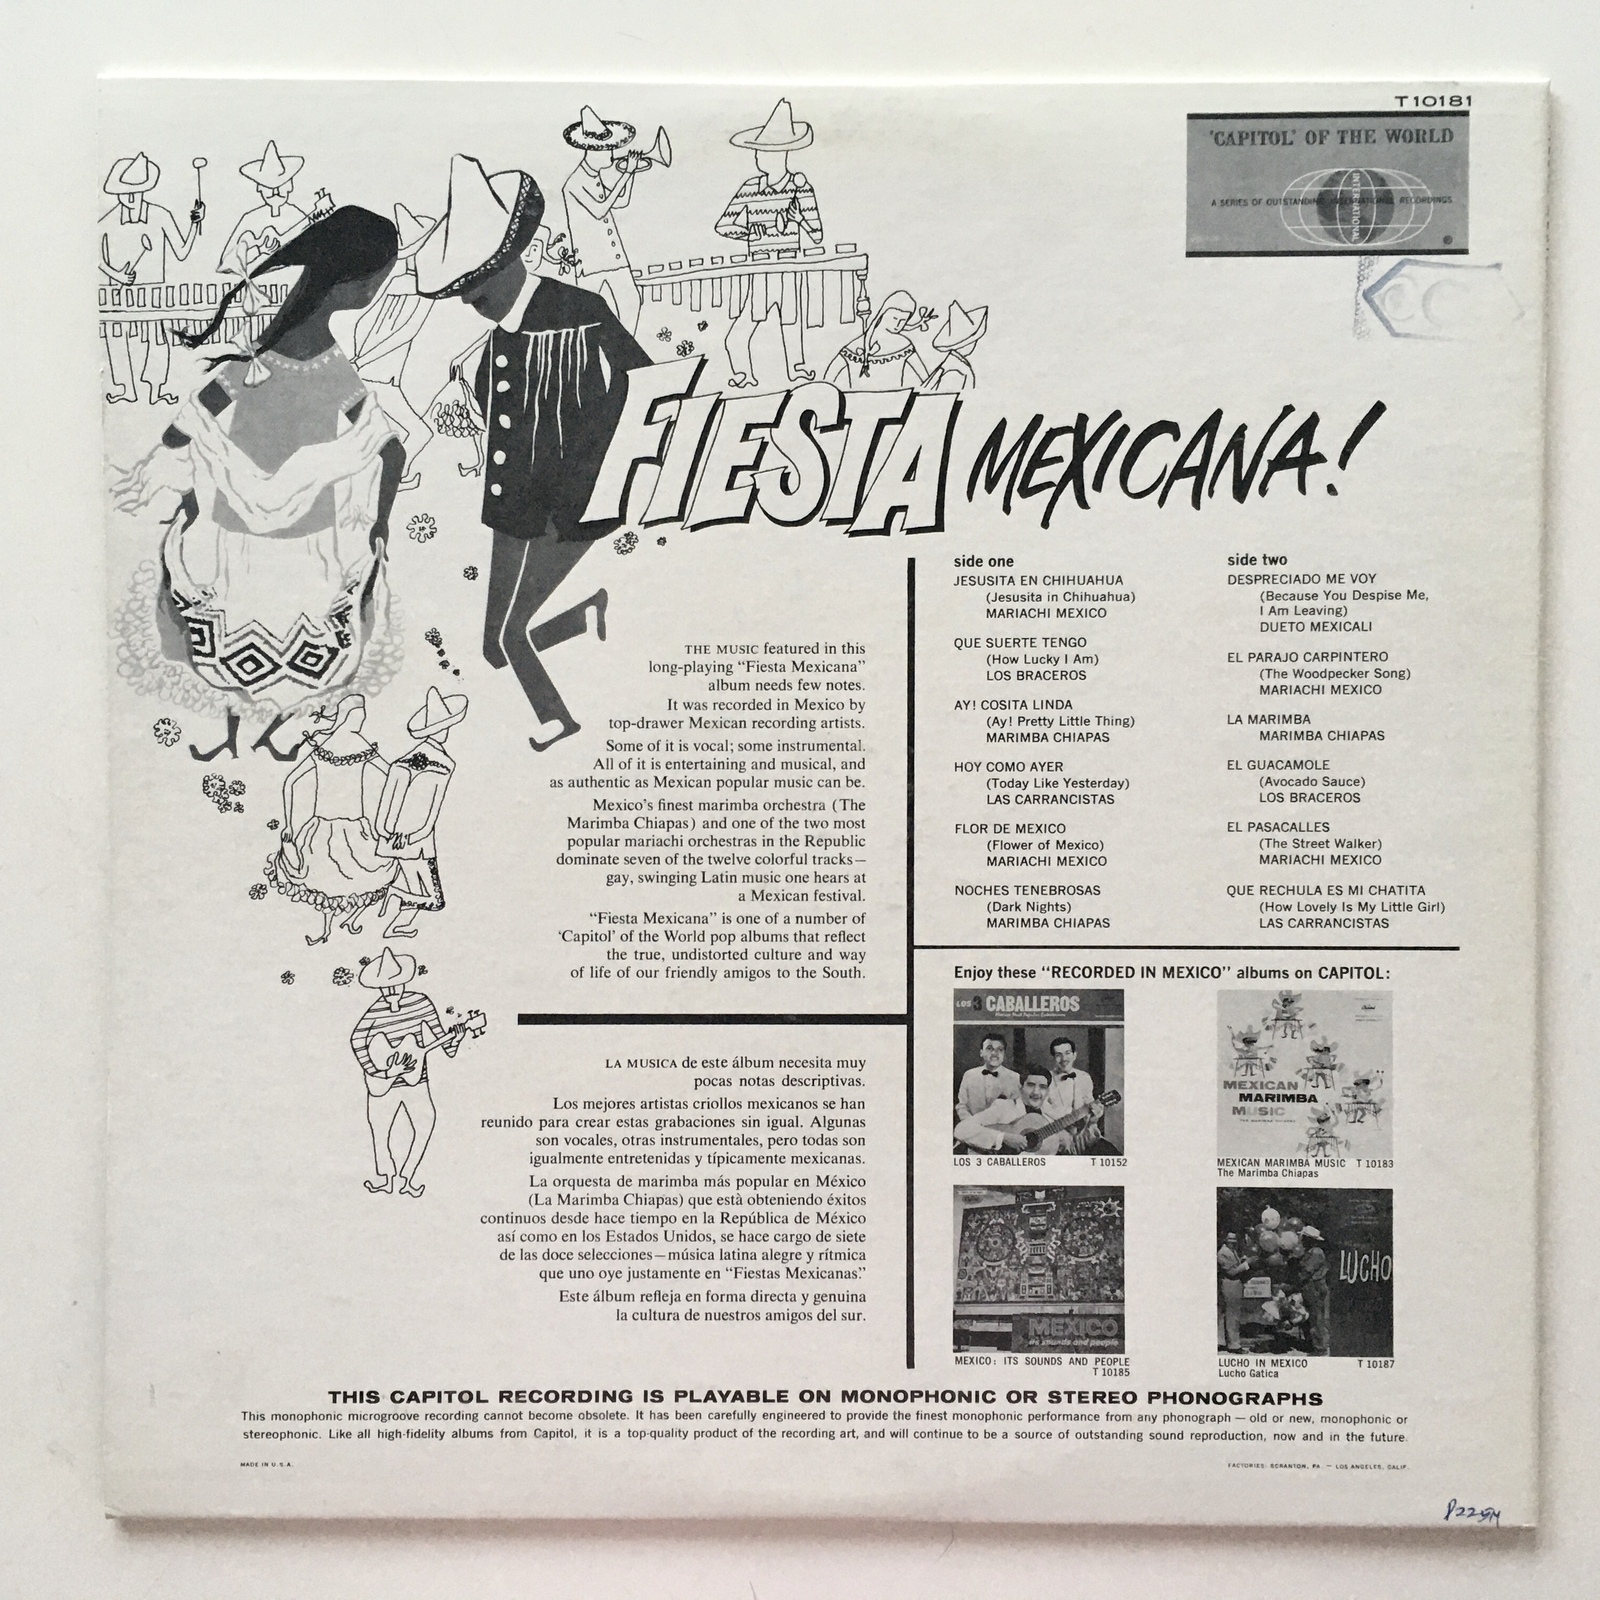 T 10181
'CAPITOL' OF THE WORLD
A SERIES OF OUTSTANDING INTERNATIONAL RECORDINGS
INTERNATIONAL
FIESTA MEXICANA!
side one
JESUSITA EN CHIHUAHUA
(Jesusita in Chihuahua)
MARIACHI MEXICO
QUE SUERTE TENGO
(How Lucky I Am)
LOS BRACEROS
AY! COSITA LINDA
(Ay! Pretty Little Thing)
MARIMBA CHIAPAS
HOY COMO AYER
(Today Like Yesterday)
LAS CARRANCISTAS
FLOR DE MEXICO
(Flower of Mexico)
MARIACHI MEXICO
NOCHES TENEBROSAS
(Dark Nights)
MARIMBA CHIAPAS
side two
DESPRECIADO ME VOY
(Because You Despise Me,
I Am Leaving)
DUETO MEXICALI
EL PARAJO CARPINTERO
(The Woodpecker Song)
MARIACHI MEXICO
LA MARIMBA
MARIMBA CHIAPAS
EL GUACAMOLE
(Avocado Sauce)
LOS BRACEROS
EL PASACALLES
(The Street Walker)
MARIACHI MEXICO
QUE RECHULA ES MI CHATITA
(How Lovely Is My Little Girl)
LAS CARRANCISTAS
THE MUSIC featured in this
long-playing “Fiesta Mexicana”
album needs few notes.
It was recorded in Mexico by
top-drawer Mexican recording artists.
Some of it is vocal; some instrumental.
All of it is entertaining and musical, and
as authentic as Mexican popular music can be.
Mexico’s finest marimba orchestra (The
Marimba Chiapas) and one of the two most
popular mariachi orchestras in the Republic
dominate seven of the twelve colorful tracks—
gay, swinging Latin music one hears at
a Mexican festival.
“Fiesta Mexicana” is one of a number of
‘Capitol’ of the World pop albums that reflect
the true, undistorted culture and way
of life of our friendly amigos to the South.
LA MUSICA de este álbum necesita muy
pocas notas descriptivas.
Los mejores artistas criollos mexicanos se han
reunido para crear estas grabaciones sin igual. Algunas
son vocales, otras instrumentales, pero todas son
igualmente entretenidas y típicamente mexicanas.
La orquesta de marimba más popular en México
(La Marimba Chiapas) que està obteniendo éxitos
continuos desde hace tiempo en la República de México
así como en los Estados Unidos, se hace cargo de siete
de las doce selecciones—música latina alegre y rítmica
que uno oye justamente en “Fiestas Mexicanas.”
Este álbum refleja en forma directa y genuina
la cultura de nuestros amigos del sur.
Enjoy these “RECORDED IN MEXICO” albums on CAPITOL:
LOS 3 CABALLEROS
LOS 3 CABALLEROS T 10152
MEXICAN
MARIMBA
MUSIC
MEXICAN MARIMBA MUSIC T 10183
The Marimba Chiapas
MEXICO
its sounds and people
MEXICO: ITS SOUNDS AND PEOPLE
T 10185
LUCHO
LUCHO IN MEXICO T 10187
Lucho Gatica
THIS CAPITOL RECORDING IS PLAYABLE ON MONOPHONIC OR STEREO PHONOGRAPHS
This monophonic microgroove recording cannot become obsolete. It has been carefully engineered to provide the finest monophonic performance from any phonograph — old or new, monophonic or
stereophonic. Like all high-fidelity albums from Capitol, it is a top-quality product of the recording art, and will continue to be a source of outstanding sound reproduction, now and in the future.
MADE IN U.S.A.
FACTORIES: SCRANTON, PA. — LOS ANGELES, CALIF.